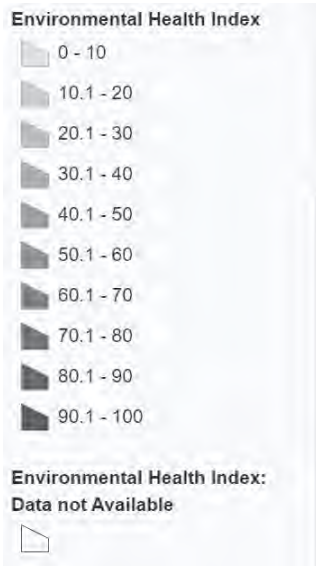 Environmental Health Index
0 - 10
10.1 - 20
20.1 - 30
30.1 - 40
40.1 - 50
50.1 - 60
60.1 - 70
70.1 - 80
80.1 - 90
90.1 - 100
Environmental Health Index:
Data not Available